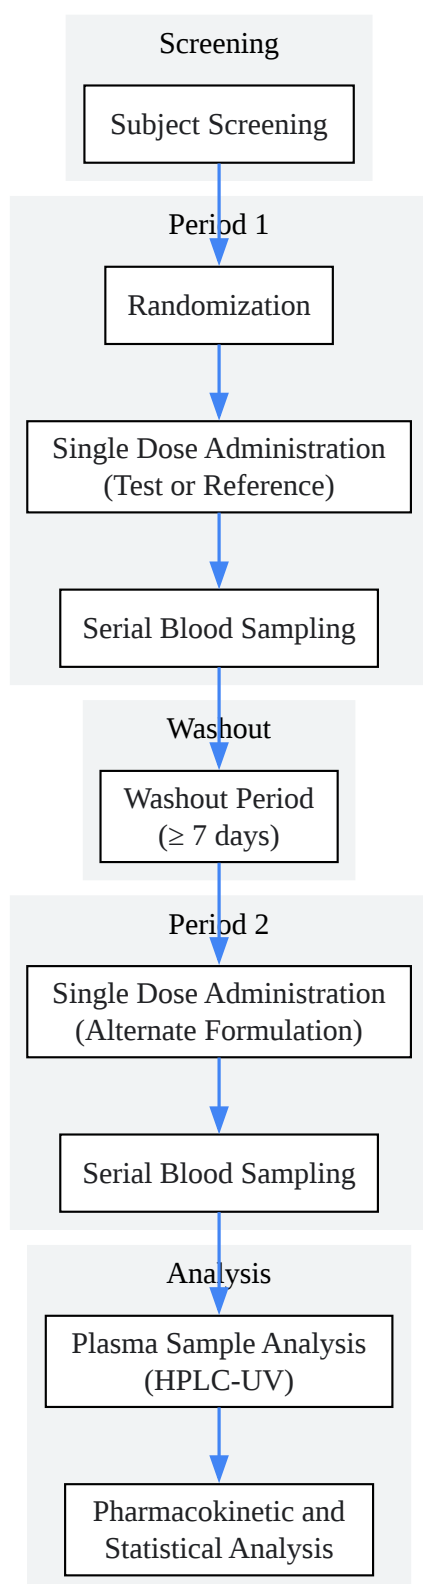 Screening
Subject Screening
Period 1
Randomization
Single Dose Administration
(Test or Reference)
Serial Blood Sampling
Washout
Washout Period
(≥ 7 days)
Period 2
Single Dose Administration
(Alternate Formulation)
Serial Blood Sampling
Analysis
Plasma Sample Analysis
(HPLC-UV)
Pharmacokinetic and
Statistical Analysis